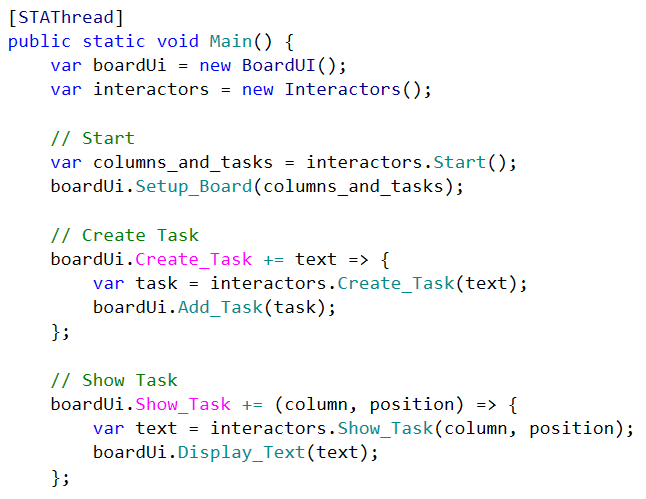 [STAThread]
public static void Main() {
    var boardUi = new BoardUI();
    var interactors = new Interactors();

    // Start
    var columns_and_tasks = interactors.Start();
    boardUi.Setup_Board(columns_and_tasks);

    // Create Task
    boardUi.Create_Task += text => {
        var task = interactors.Create_Task(text);
        boardUi.Add_Task(task);
    };

    // Show Task
    boardUi.Show_Task += (column, position) => {
        var text = interactors.Show_Task(column, position);
        boardUi.Display_Text(text);
    };